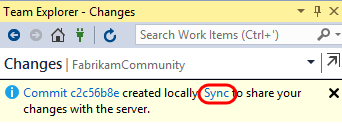 Team Explorer - Changes
Search Work Items (Ctrl+')
Changes | FabrikamCommunity
Commit c2c56b8e created locally. Sync to share your
changes with the server.